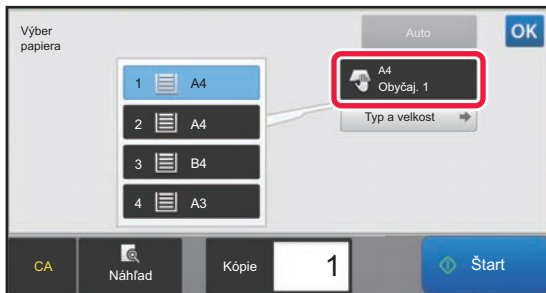 Výber
papiera
Auto
OK
1 A4
2 A4
3 B4
4 A3
A4
Obyčaj. 1
Typ a velkost
CA
Náhľad
Kópie
1
Štart